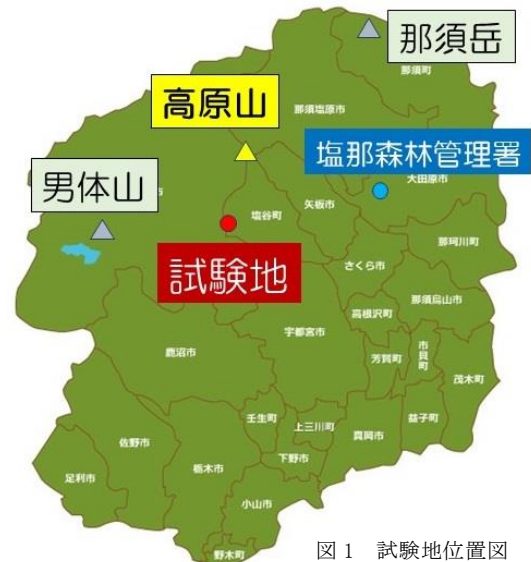 那須岳
那須町
高原山
那須塩原市
塩那森林管理署
大田原市
男体山
市
塩谷町
矢板市
那珂川町
試験地
さくら市
那須烏山市
高根沢町
宇都宮市
鹿沼市
芳賀町
市貝町
茂木町
壬生町
上三川町
真岡市
益子町
佐野市
栃木市
下野市
足利市
小山市
野木町
図1 試験地位置図